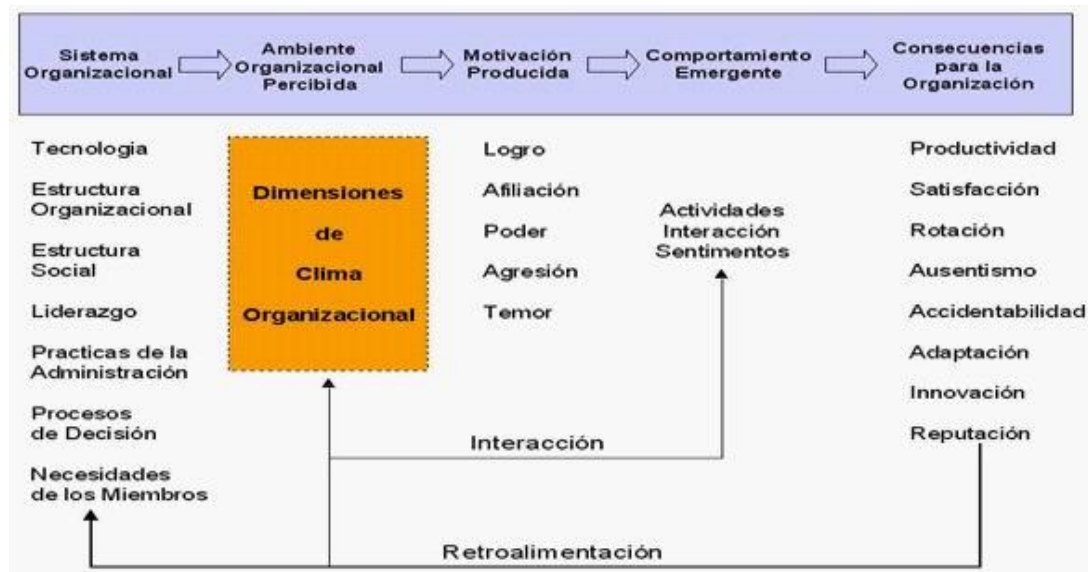 Sistema
Organizacional
Ambiente
Organizacional
Percibida
Motivación
Producida
Comportamiento
Emergente
Consecuencias
para la
Organización
Tecnologia
Estructura
Organizacional
Estructura
Social
Liderazgo
Practicas de la
Administración
Procesos
de Decisión
Necesidades
de los Miembros
Dimensiones
de
Clima
Organizacional
Logro
Afiliación
Poder
Agresión
Temor
Actividades
Interacción
Sentimentos
Productividad
Satisfacción
Rotación
Ausentismo
Accidentabilidad
Adaptación
Innovación
Reputación
Interacción
Retroalimentación